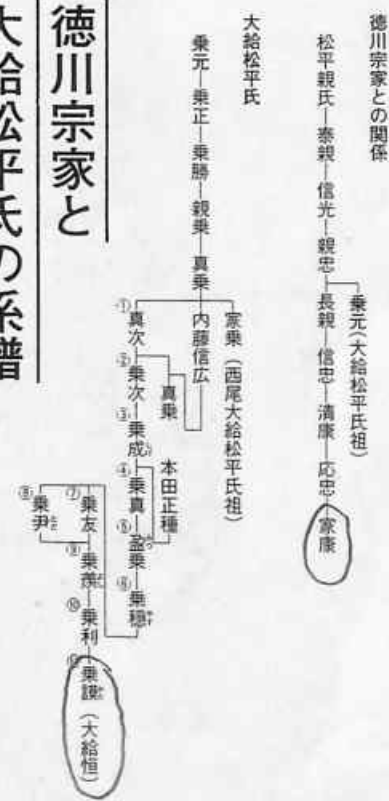 徳川宗家と
大給松平氏の系譜
徳川宗家との関係
松平親氏―泰親―信光―親忠―長親―信忠―清康―応忠―家康
乗元(大給松平氏祖)
大給松平氏
乗元―乗正―乗勝―親乗―真乗
家乗(西尾大給松平氏祖)
内藤信広
真乗
①真次―②乗次―③乗成―④乗真―⑤盈乗―⑥乗穏
本田正穂
⑦乗友―⑨乗羨―⑩乗利―⑪乗謨(大給恒)
⑧乗尹